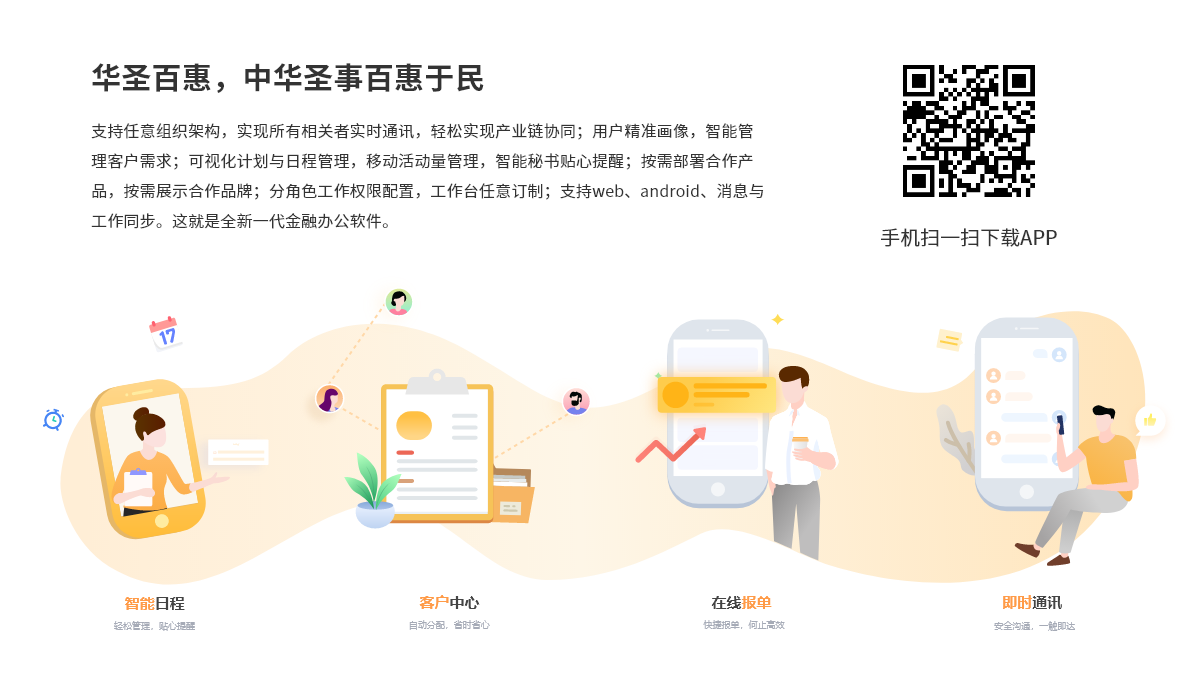 华圣百惠，中华圣事百惠于民
支持任意组织架构，实现所有相关者实时通讯，轻松实现产业链协同；用户精准画像，智能管
理客户需求；可视化计划与日程管理，移动活动量管理，智能秘书贴心提醒；按需部署合作产
品，按需展示合作品牌；分角色工作权限配置，工作台任意订制；支持web、android、消息与
工作同步。这就是全新一代金融办公软件。
手机扫一扫下载APP
17
智能日程
轻松管理，贴心提醒
客户中心
自动分配，省时省心
在线报单
快捷报单，何止高效
即时通讯
安全沟通，一触即达